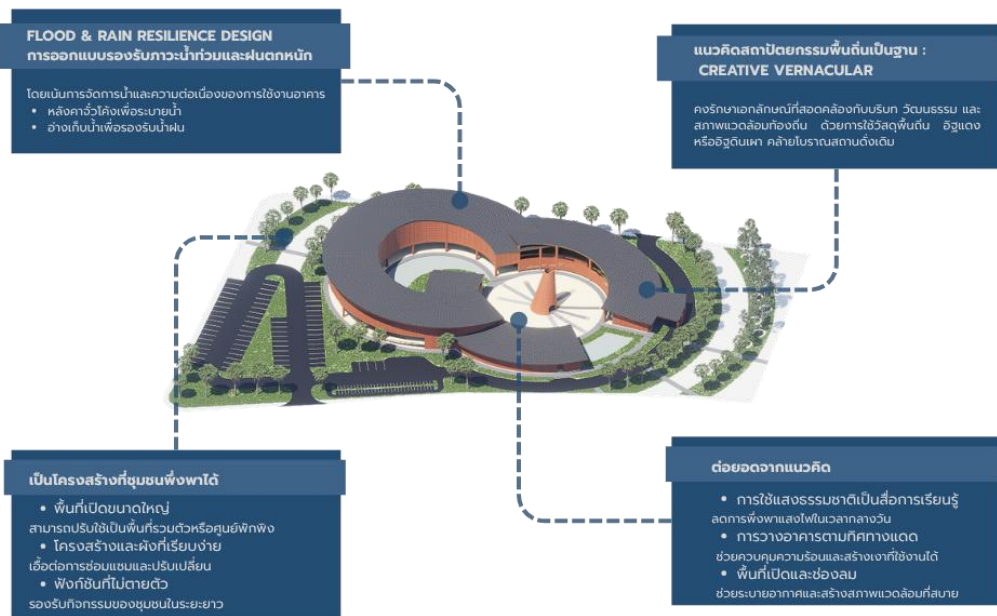 FLOOD & RAIN RESILIENCE DESIGN
การออกแบบรองรับภาวะน้ำท่วมและฝนตกหนัก
โดยเน้นการจัดการน้ำและความต่อเนื่องของการใช้งานอาคาร
• หลังคาจั่วโค้งเพื่อระบายน้ำ
• อ่างเก็บน้ำเพื่อรองรับน้ำฝน
แนวคิดสถาปัตยกรรมพื้นถิ่นเป็นฐาน :
CREATIVE VERNACULAR
คงรักษาเอกลักษณ์ที่สอดคล้องกับบริบท วัฒนธรรม และ
สภาพแวดล้อมท้องถิ่น ด้วยการใช้วัสดุพื้นถิ่น อิฐแดง
หรืออิฐดินเผา คล้ายโบราณสถานดั่งเดิม
เป็นโครงสร้างที่ชุมชนพึ่งพาได้
• พื้นที่เปิดขนาดใหญ่
สามารถปรับใช้เป็นพื้นที่รวมตัวหรือศูนย์พักพิง
• โครงสร้างและผังที่เรียบง่าย
เอื้อต่อการซ่อมแซมและปรับเปลี่ยน
• ฟังก์ชันที่ไม่ตายตัว
รองรับกิจกรรมของชุมชนในระยะยาว
ต่อยอดจากแนวคิด
• การใช้แสงธรรมชาติเป็นสื่อการเรียนรู้
ลดการพึ่งพาแสงไฟในเวลากลางวัน
• การวางอาคารตามทิศทางแดด
ช่วยควบคุมความร้อนและสร้างเงาที่ใช้งานได้
• พื้นที่เปิดและช่องลม
ช่วยระบายอากาศและสร้างสภาพแวดล้อมที่สบาย